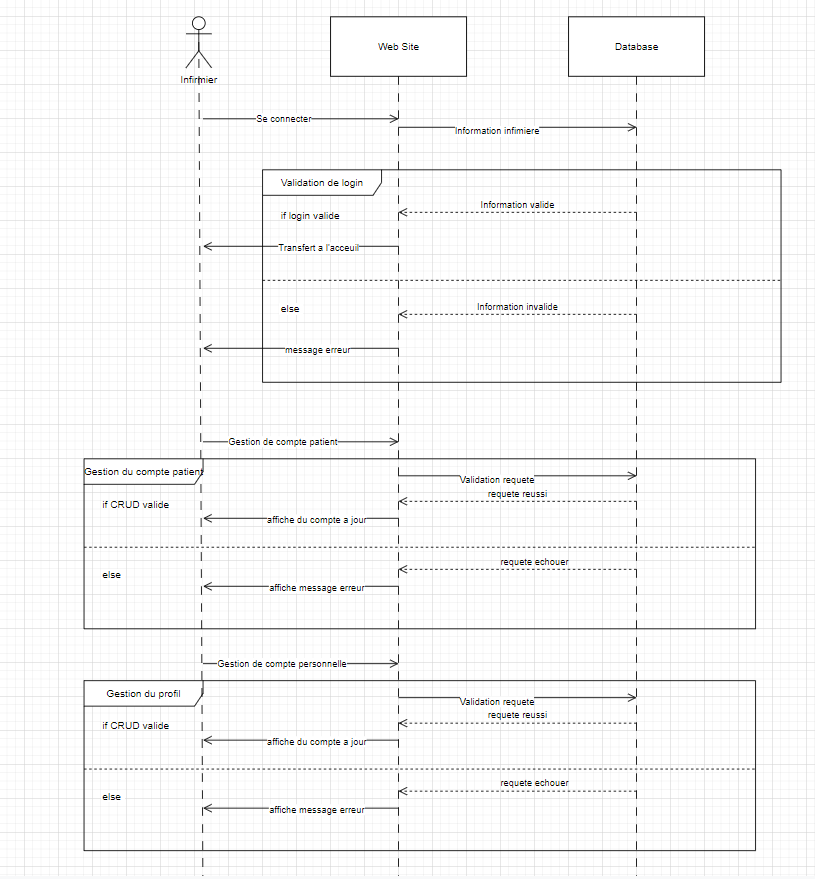 Web Site
Database
Infirmier
Se connecter
Information infimiere
Validation de login
Information valide
if login valide
Transfert a l'acceuil
else
Information invalide
message erreur
Gestion de compte patient
Gestion du compte patient
Validation requete
requete reussi
if CRUD valide
affiche du compte a jour
requete echouer
else
affiche message erreur
Gestion de compte personnelle
Gestion du profil
Validation requete
requete reussi
if CRUD valide
affiche du compte a jour
requete echouer
else
affiche message erreur